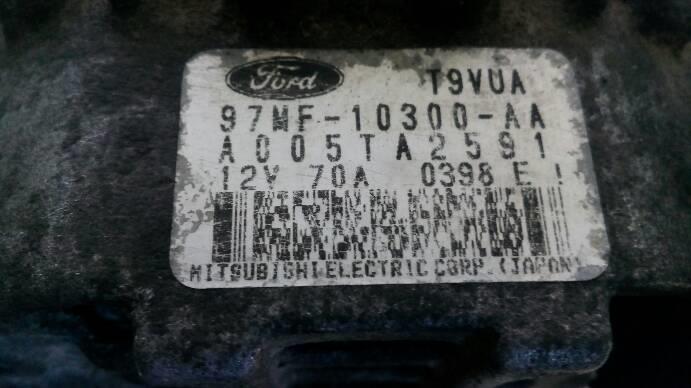 Ford T9VUA
97MF-10300-AA
A005TA2591
12V 70A 0398 E !
MITSUBISHI ELECTRIC CORP. (JAPAN)